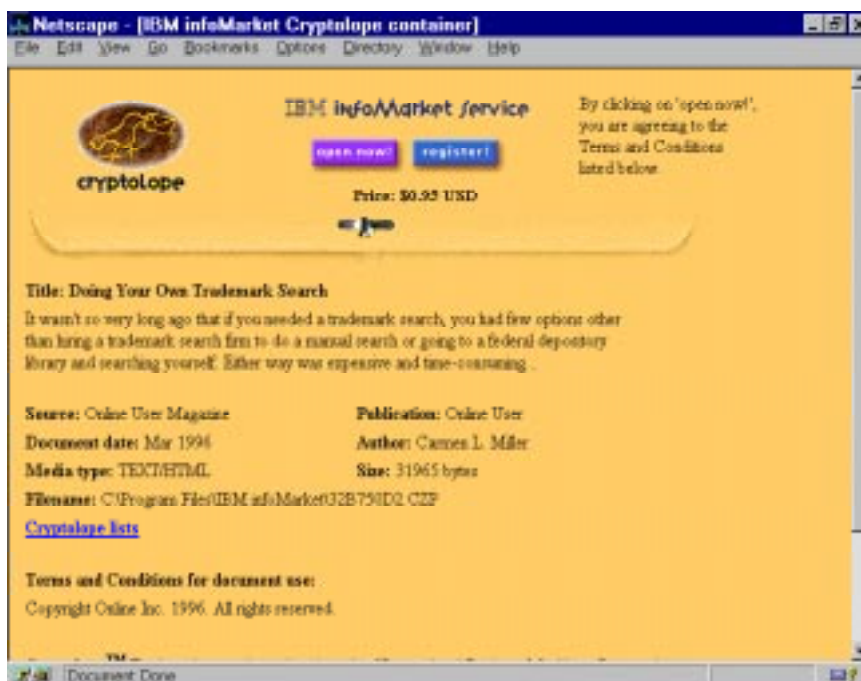 Netscape - [IBM infoMarket Cryptolope container]
File Edit View Go Bookmarks Options Directory Window Help
IBM infoMarket service
By clicking on 'open now!',
you are agreeing to the
Terms and Conditions
listed below.
open now! register!
cryptolope
Price: $0.95 USD
Title: Doing Your Own Trademark Search
It wasn't so very long ago that if you needed a trademark search, you had few options other
than hiring a trademark search firm to do a manual search or going to a federal depository
library and searching yourself. Either way was expensive and time-consuming...
Source: Online User Magazine Publication: Online User
Document date: Mar 1996 Author: Carmen L. Miller
Media type: TEXT/HTML Size: 31965 bytes
Filename: C:\Program Files\IBM infoMarket\32B750D2.CZP
Cryptolope lists
Terms and Conditions for document use:
Copyright Online Inc. 1996. All rights reserved.
Document Done